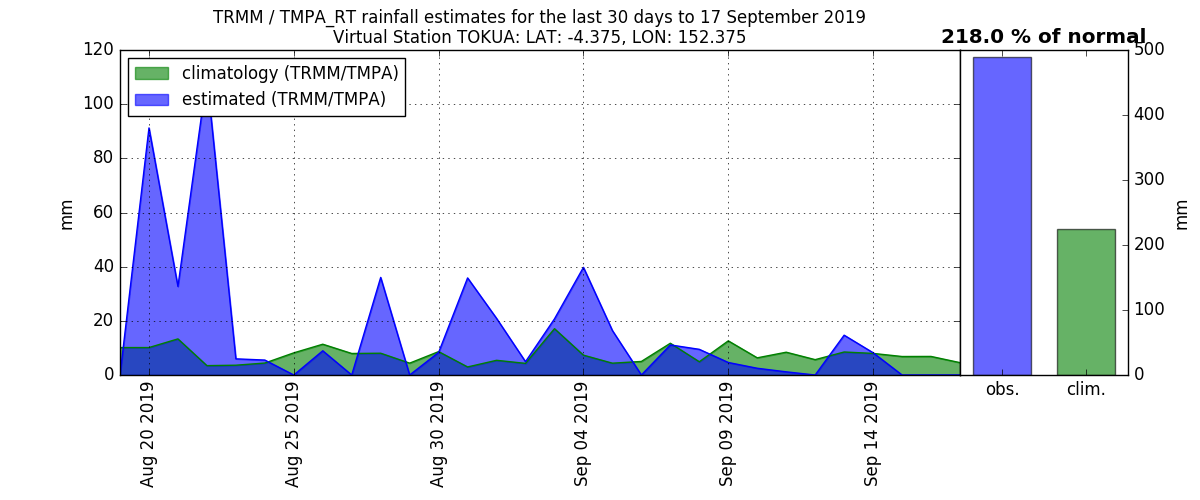 TRMM / TMPA_RT rainfall estimates for the last 30 days to 17 September 2019
Virtual Station TOKUA: LAT: -4.375, LON: 152.375
218.0 % of normal
climatology (TRMM/TMPA)
estimated (TRMM/TMPA)
120
100
80
60
40
20
0
mm
Aug 20 2019
Aug 25 2019
Aug 30 2019
Sep 04 2019
Sep 09 2019
Sep 14 2019
500
400
300
200
100
0
mm
obs.
clim.